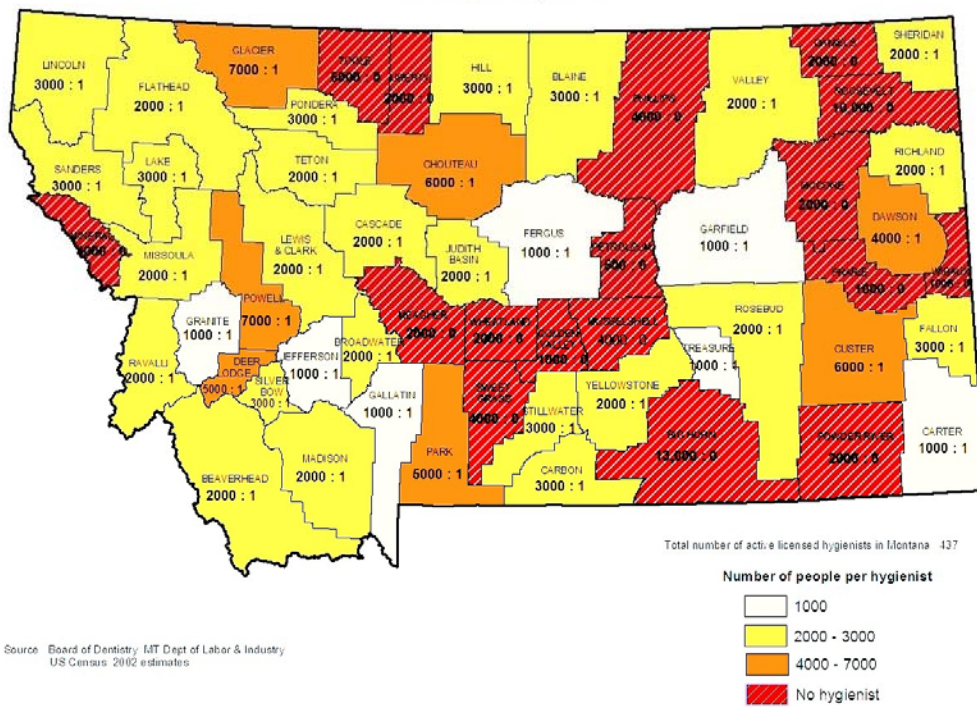 LINCOLN
3000 : 1
FLATHEAD
2000 : 1
GLACIER
7000 : 1
TOOLE
5000 : 0
LIBERTY
2000 : 0
HILL
3000 : 1
BLAINE
3000 : 1
PHILLIPS
4000 : 0
VALLEY
2000 : 1
DANIELS
2000 : 0
SHERIDAN
2000 : 1
ROOSEVELT
10,000 : 0
PONDERA
3000 : 1
TETON
2000 : 1
CHOUTEAU
6000 : 1
RICHLAND
2000 : 1
SANDERS
3000 : 1
LAKE
3000 : 1
MCCONE
2000 : 0
DAWSON
4000 : 1
MINERAL
: 0
MISSOULA
2000 : 1
LEWIS
& CLARK
2000 : 1
CASCADE
2000 : 1
JUDITH
BASIN
2000 : 1
FERGUS
1000 : 1
PETROLEUM
500 : 0
GARFIELD
1000 : 1
PRAIRIE
1000 : 0
WIBAUX
1000 : 0
POWELL
7000 : 1
GRANITE
1000 : 1
MEAGHER
2000 : 0
WHEATLAND
2000 : 0
GOLDEN
VALLEY
1000 : 0
MUSSELSHELL
4000 : 0
ROSEBUD
2000 : 1
TREASURE
1000 : 1
CUSTER
6000 : 1
FALLON
3000 : 1
RAVALLI
2000 : 1
DEER
LODGE
5000 : 1
SILVER
BOW
3000 : 1
JEFFERSON
1000 : 1
BROADWATER
2000 : 1
GALLATIN
1000 : 1
PARK
5000 : 1
SWEET
GRASS
4000 : 0
STILLWATER
3000 : 1
YELLOWSTONE
2000 : 1
BIG HORN
13,000 : 0
POWDER RIVER
2000 : 0
CARTER
1000 : 1
BEAVERHEAD
2000 : 1
MADISON
2000 : 1
CARBON
3000 : 1
Total number of active licensed hygienists in Montana 437
Number of people per hygienist
1000
2000 - 3000
4000 - 7000
No hygienist
Source Board of Dentistry MT Dept of Labor & Industry
US Census 2002 estimates